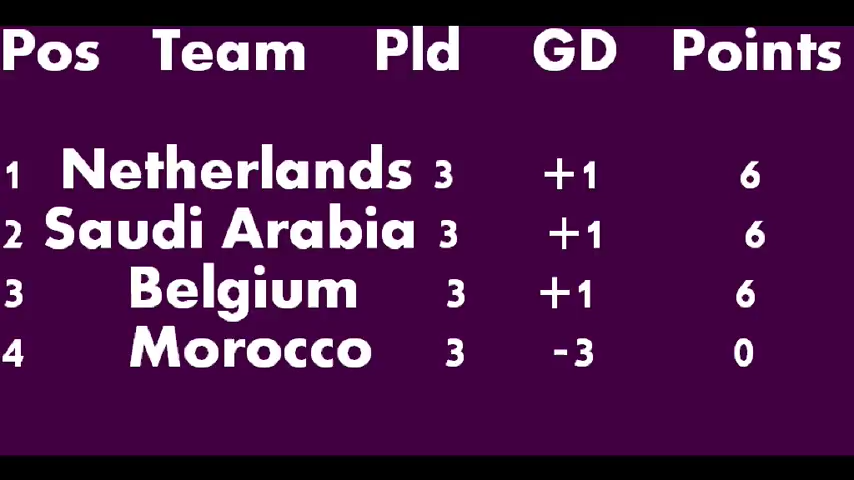 Pos Team Pld GD Points
1 Netherlands 3 +1 6
2 Saudi Arabia 3 +1 6
3 Belgium 3 +1 6
4 Morocco 3 -3 0